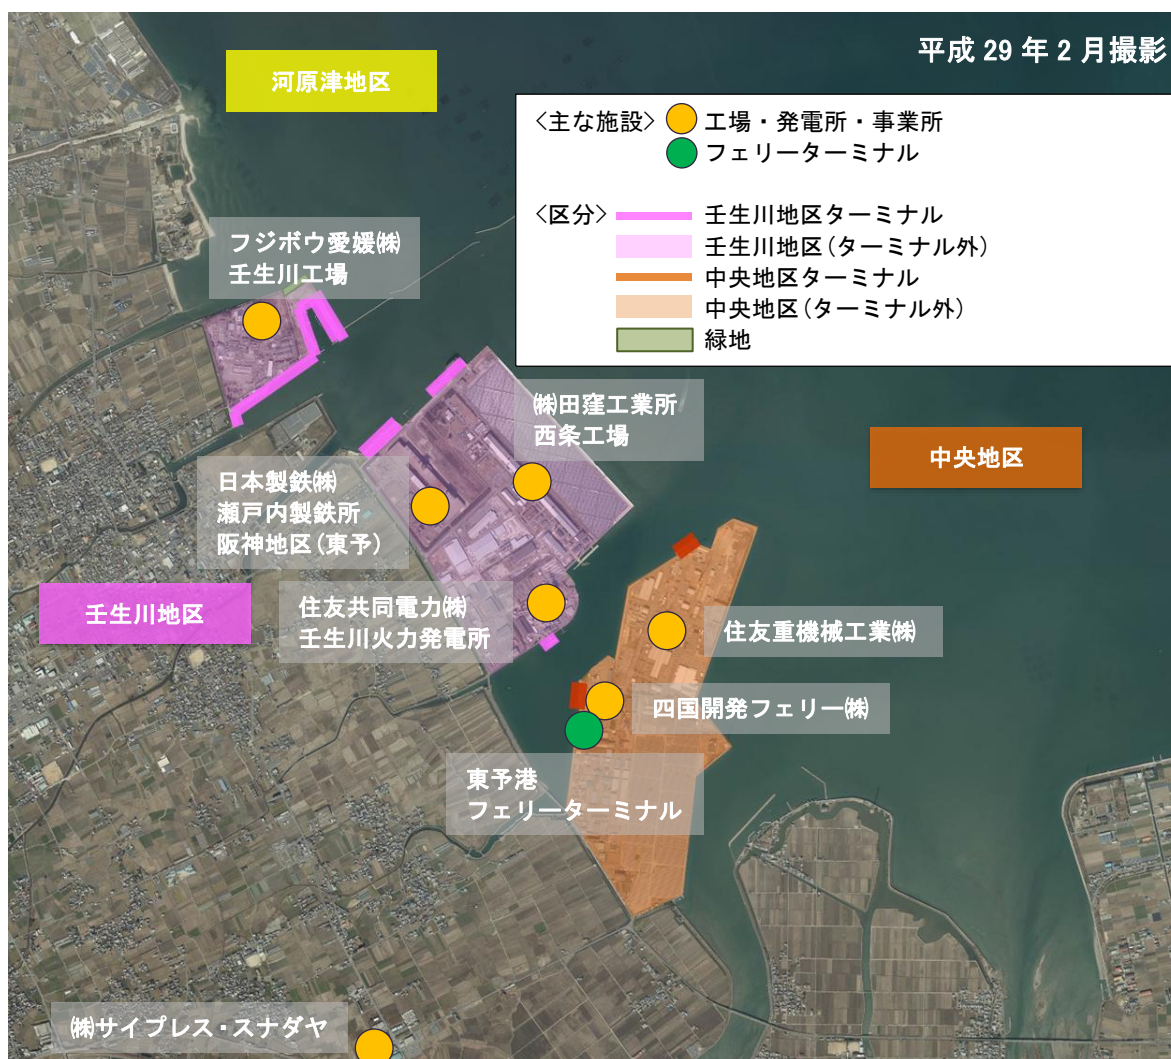 平成 29 年 2 月撮影
河原津地区
<主な施設>
工場・発電所・事業所
フェリーターミナル
<区分>
壬生川地区ターミナル
壬生川地区(ターミナル外)
中央地区ターミナル
中央地区(ターミナル外)
緑地
フジボウ愛媛㈱
壬生川工場
㈱田窪工業所
西条工場
中央地区
日本製鉄㈱
瀬戸内製鉄所
阪神地区(東予)
壬生川地区
住友共同電力㈱
壬生川火力発電所
住友重機械工業㈱
四国開発フェリー㈱
東予港
フェリーターミナル
㈱サイプレス・スナダヤ